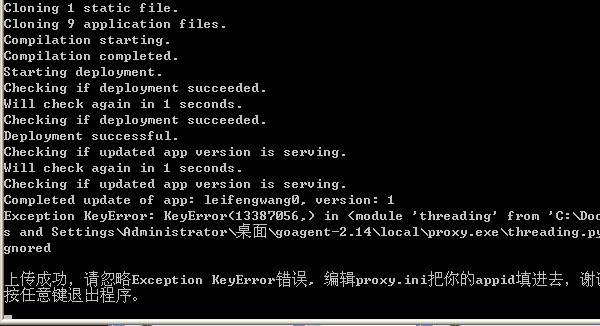 Cloning 1 static file.
Cloning 9 application files.
Compilation starting.
Compilation completed.
Starting deployment.
Checking if deployment succeeded.
Will check again in 1 seconds.
Checking if deployment succeeded.
Deployment successful.
Checking if updated app version is serving.
Will check again in 1 seconds.
Checking if updated app version is serving.
Completed update of app: leifengwang0, version: 1
Exception KeyError: KeyError(13387056,) in <module 'threading' from 'C:\Doc
s and Settings\Administrator\桌面\goagent-2.14\local\proxy.exe\threading.py
gnored
上传成功，请忽略Exception KeyError错误, 编辑proxy.ini把你的appid填进去，谢
按任意键退出程序。